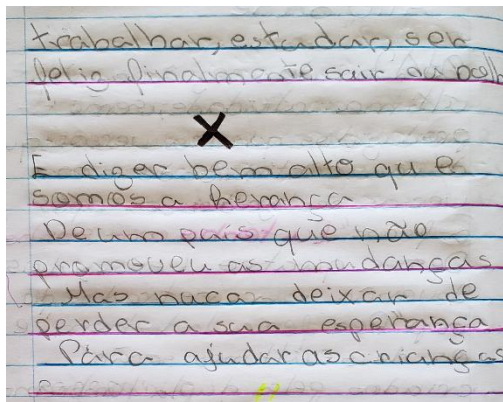 trabalhar, estudar, ser
feliz finalmente sair
E dizer bem alto que e
somos a herança
De um país que não
promoveu as mudanças
Mas nuca deixar de
perder a sua esperança
Para ajudar as crianças